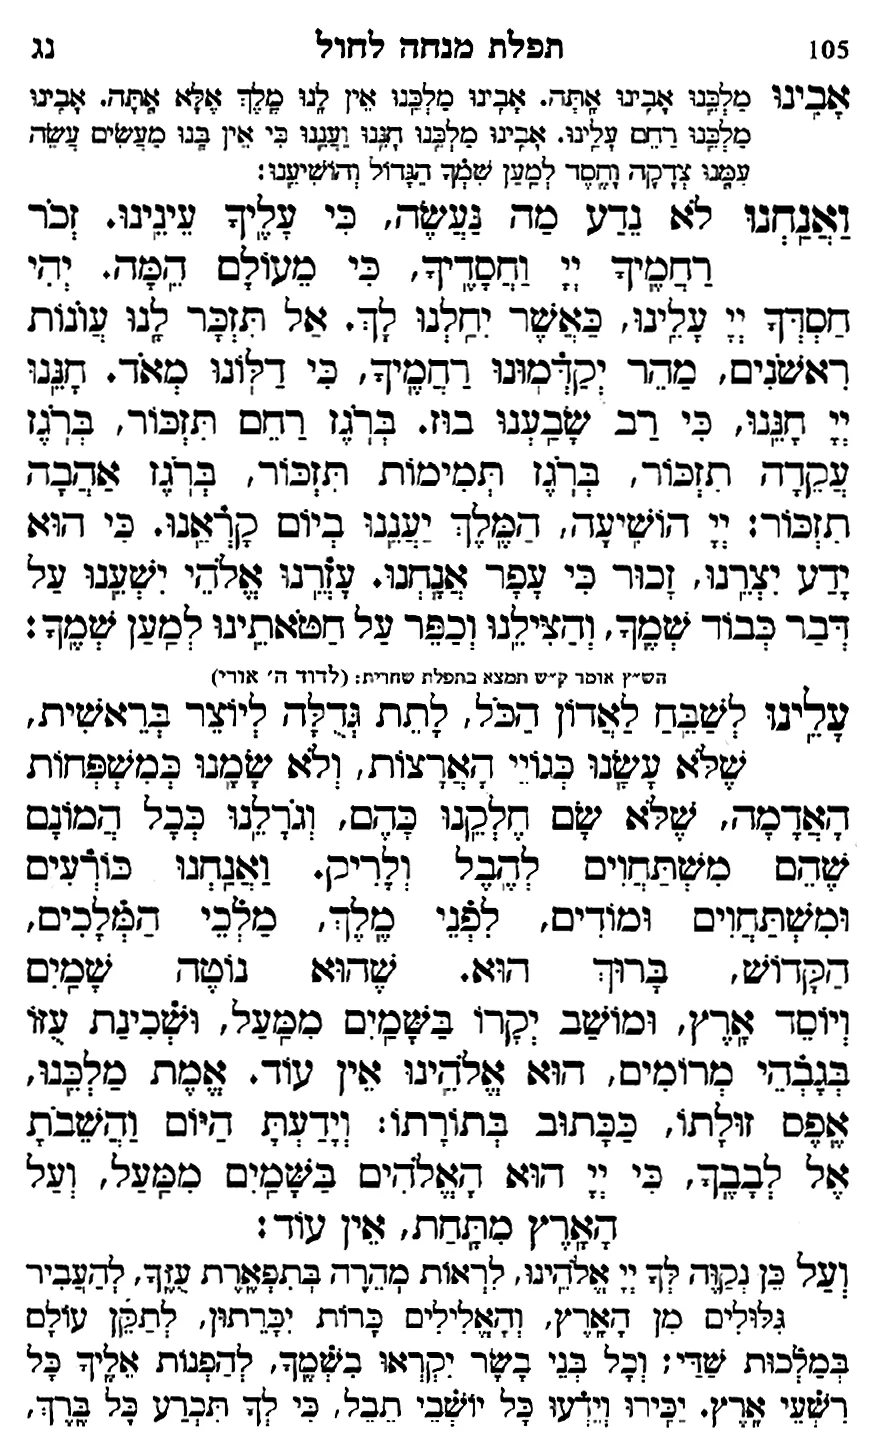 105 תפלת מנחה לחול נג
אָבִֽינוּ מַלְכֵּֽנוּ אָבִֽינוּ אָֽתָּה. אָבִֽינוּ מַלְכֵּֽנוּ אֵין לָֽנוּ מֶֽלֶךְ אֶלָּא אָֽתָּה. אָבִֽינוּ
מַלְכֵּֽנוּ רַחֵם עָלֵֽינוּ. אָבִֽינוּ מַלְכֵּֽנוּ חָנֵּֽנוּ וַעֲנֵֽנוּ כִּי אֵין בָּֽנוּ מַעֲשִׂים עֲשֵׂה
עִמָּֽנוּ צְדָקָה וָחֶֽסֶד לְמַֽעַן שִׁמְךָ הַגָּדוֹל וְהוֹשִׁיעֵֽנוּ:
וַאֲנַֽחְנוּ לֹא נֵדַע מַה נַּעֲשֶׂה, כִּי עָלֶֽיךָ עֵינֵֽינוּ. זְכֹר
רַחֲמֶֽיךָ יְיָ וַחֲסָדֶֽיךָ, כִּי מֵעוֹלָם הֵֽמָּה. יְהִי
חַסְדְּךָ יְיָ עָלֵֽינוּ, כַּאֲשֶׁר יִחַֽלְנוּ לָךְ. אַל תִּזְכָּר לָֽנוּ עֲוֹנוֹת
רִאשֹׁנִים, מַהֵר יְקַדְּמֽוּנוּ רַחֲמֶֽיךָ, כִּי דַלּֽוֹנוּ מְאֹד. חָנֵּֽנוּ
יְיָ חָנֵּֽנוּ, כִּי רַב שָׂבַֽעְנוּ בוּז. בְּרֹֽגֶז רַחֵם תִּזְכּוֹר, בְּרֹֽגֶז
עֲקֵדָה תִּזְכּוֹר, בְּרֹֽגֶז תְּמִימוּת תִּזְכּוֹר, בְּרֹֽגֶז אַהֲבָה
תִזְכּוֹר: יְיָ הוֹשִֽׁיעָה, הַמֶּֽלֶךְ יַעֲנֵֽנוּ בְיוֹם קָרְאֵֽנוּ. כִּי הוּא
יָדַע יִצְרֵֽנוּ, זָכוּר כִּי עָפָר אֲנָֽחְנוּ. עָזְרֵֽנוּ אֱלֹהֵי יִשְׁעֵֽנוּ עַל
דְּבַר כְּבוֹד שְׁמֶֽךָ, וְהַצִּילֵֽנוּ וְכַפֵּר עַל חַטֹּאתֵֽינוּ לְמַֽעַן שְׁמֶֽךָ:
הש״ץ אומר ק״ש תמצא בתפלת שחרית: (לדוד ה׳ אורי)
עָלֵֽינוּ לְשַׁבֵּֽחַ לַאֲדוֹן הַכֹּל, לָתֵת גְּדֻלָּה לְיוֹצֵר בְּרֵאשִׁית,
שֶׁלֹּא עָשָֽׂנוּ כְּגוֹיֵי הָאֲרָצוֹת, וְלֹא שָׂמָֽנוּ כְּמִשְׁפְּחוֹת
הָאֲדָמָה, שֶׁלֹּא שָׂם חֶלְקֵֽנוּ כָּהֶם, וְגֹרָלֵֽנוּ כְּכָל הֲמוֹנָם
שֶׁהֵם מִשְׁתַּחֲוִים לְהֶֽבֶל וְלָרִיק. וַאֲנַֽחְנוּ כּוֹרְעִים
וּמִשְׁתַּחֲוִים וּמוֹדִים, לִפְנֵי מֶֽלֶךְ, מַלְכֵי הַמְּלָכִים,
הַקָּדוֹשׁ, בָּרוּךְ הוּא. שֶׁהוּא נוֹטֶה שָׁמַֽיִם
וְיוֹסֵד אָֽרֶץ, וּמוֹשַׁב יְקָרוֹ בַּשָּׁמַֽיִם מִמַּֽעַל, וּשְׁכִינַת עֻזּוֹ
בְּגָבְהֵי מְרוֹמִים, הוּא אֱלֹהֵֽינוּ אֵין עוֹד. אֱמֶת מַלְכֵּֽנוּ,
אֶֽפֶס זוּלָתוֹ, כַּכָּתוּב בְּתוֹרָתוֹ: וְיָדַעְתָּ הַיּוֹם וַהֲשֵׁבֹתָ
אֶל לְבָבֶֽךָ, כִּי יְיָ הוּא הָאֱלֹהִים בַּשָּׁמַֽיִם מִמַּֽעַל, וְעַל
הָאָֽרֶץ מִתָּֽחַת, אֵין עוֹד:
וְעַל כֵּן נְקַוֶּה לְּךָ יְיָ אֱלֹהֵֽינוּ, לִרְאוֹת מְהֵרָה בְּתִפְאֶֽרֶת עֻזֶּֽךָ, לְהַעֲבִיר
גִּלּוּלִים מִן הָאָֽרֶץ, וְהָאֱלִילִים כָּרוֹת יִכָּרֵתוּן, לְתַקֵּן עוֹלָם
בְּמַלְכוּת שַׁדַּי; וְכָל בְּנֵי בָשָׂר יִקְרְאוּ בִשְׁמֶֽךָ, לְהַפְנוֹת אֵלֶֽיךָ כָּל
רִשְׁעֵי אָֽרֶץ. יַכִּֽירוּ וְיֵדְעוּ כָּל יוֹשְׁבֵי תֵבֵל, כִּי לְךָ תִּכְרַע כָּל בֶּֽרֶךְ,